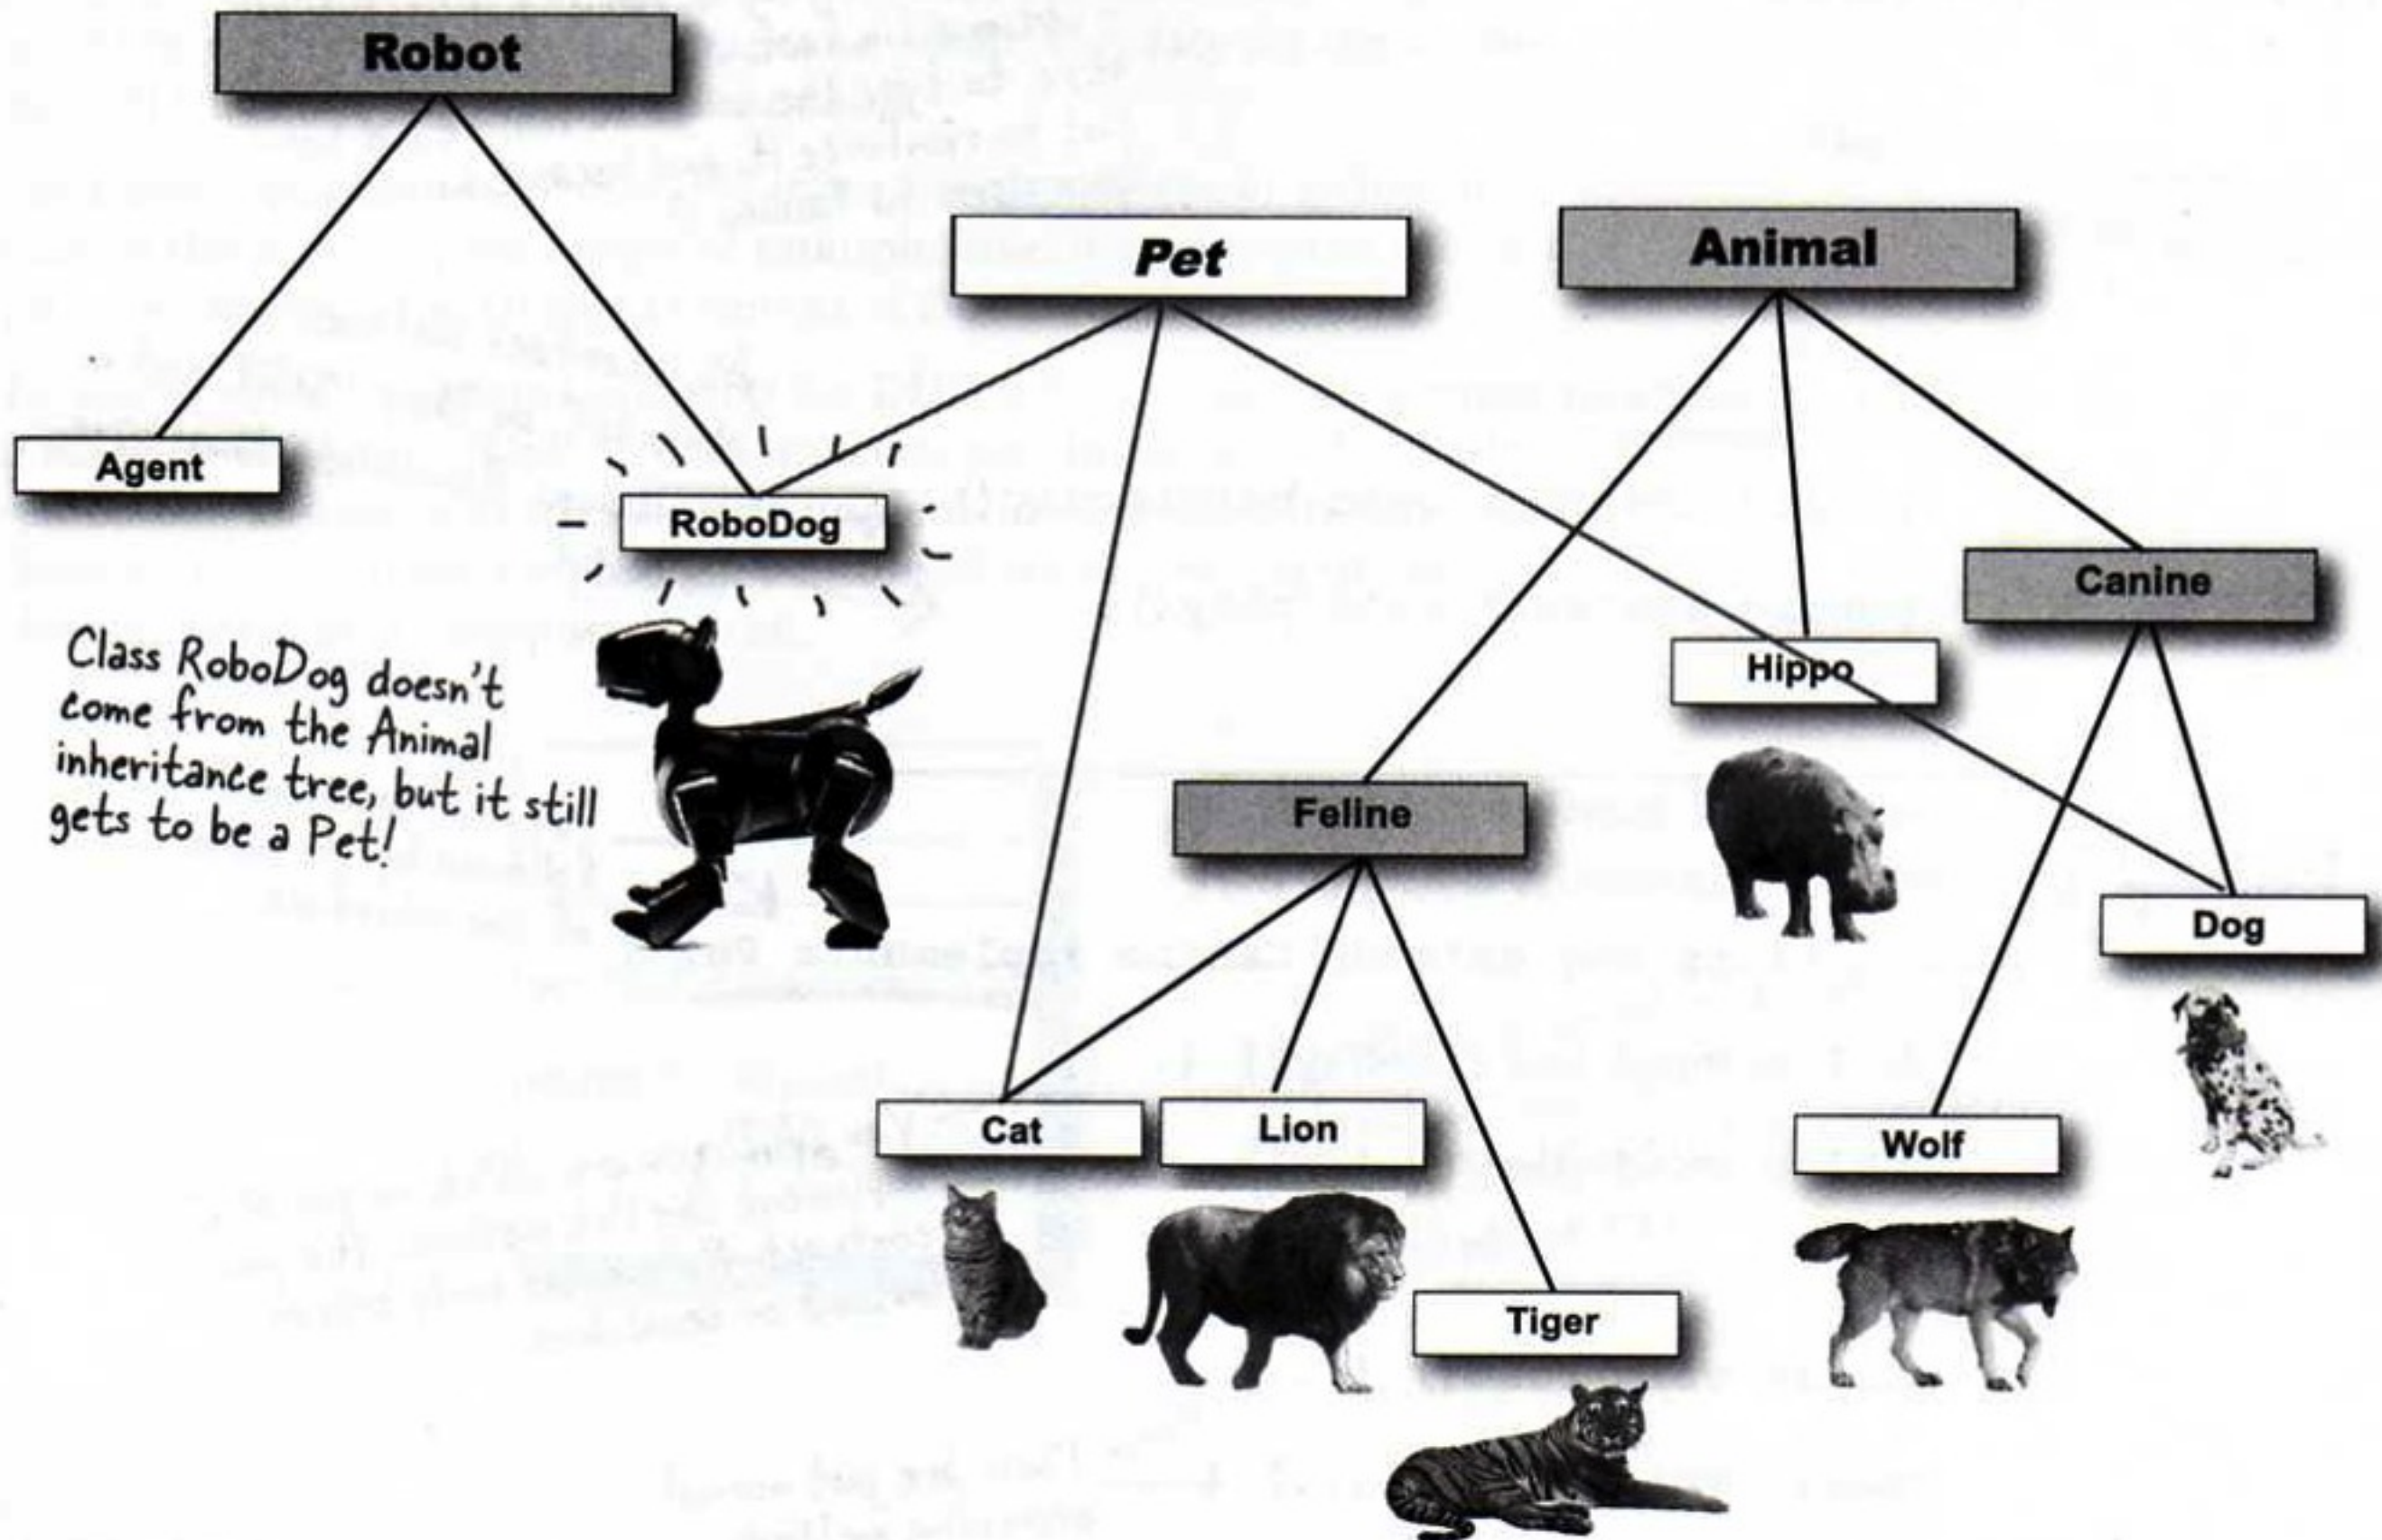 Robot
Pet
Animal
Agent
RoboDog
Canine
Class RoboDog doesn't
come from the Animal
inheritance tree, but it still
gets to be a Pet!
Hippo
Feline
Dog
Cat
Lion
Wolf
Tiger